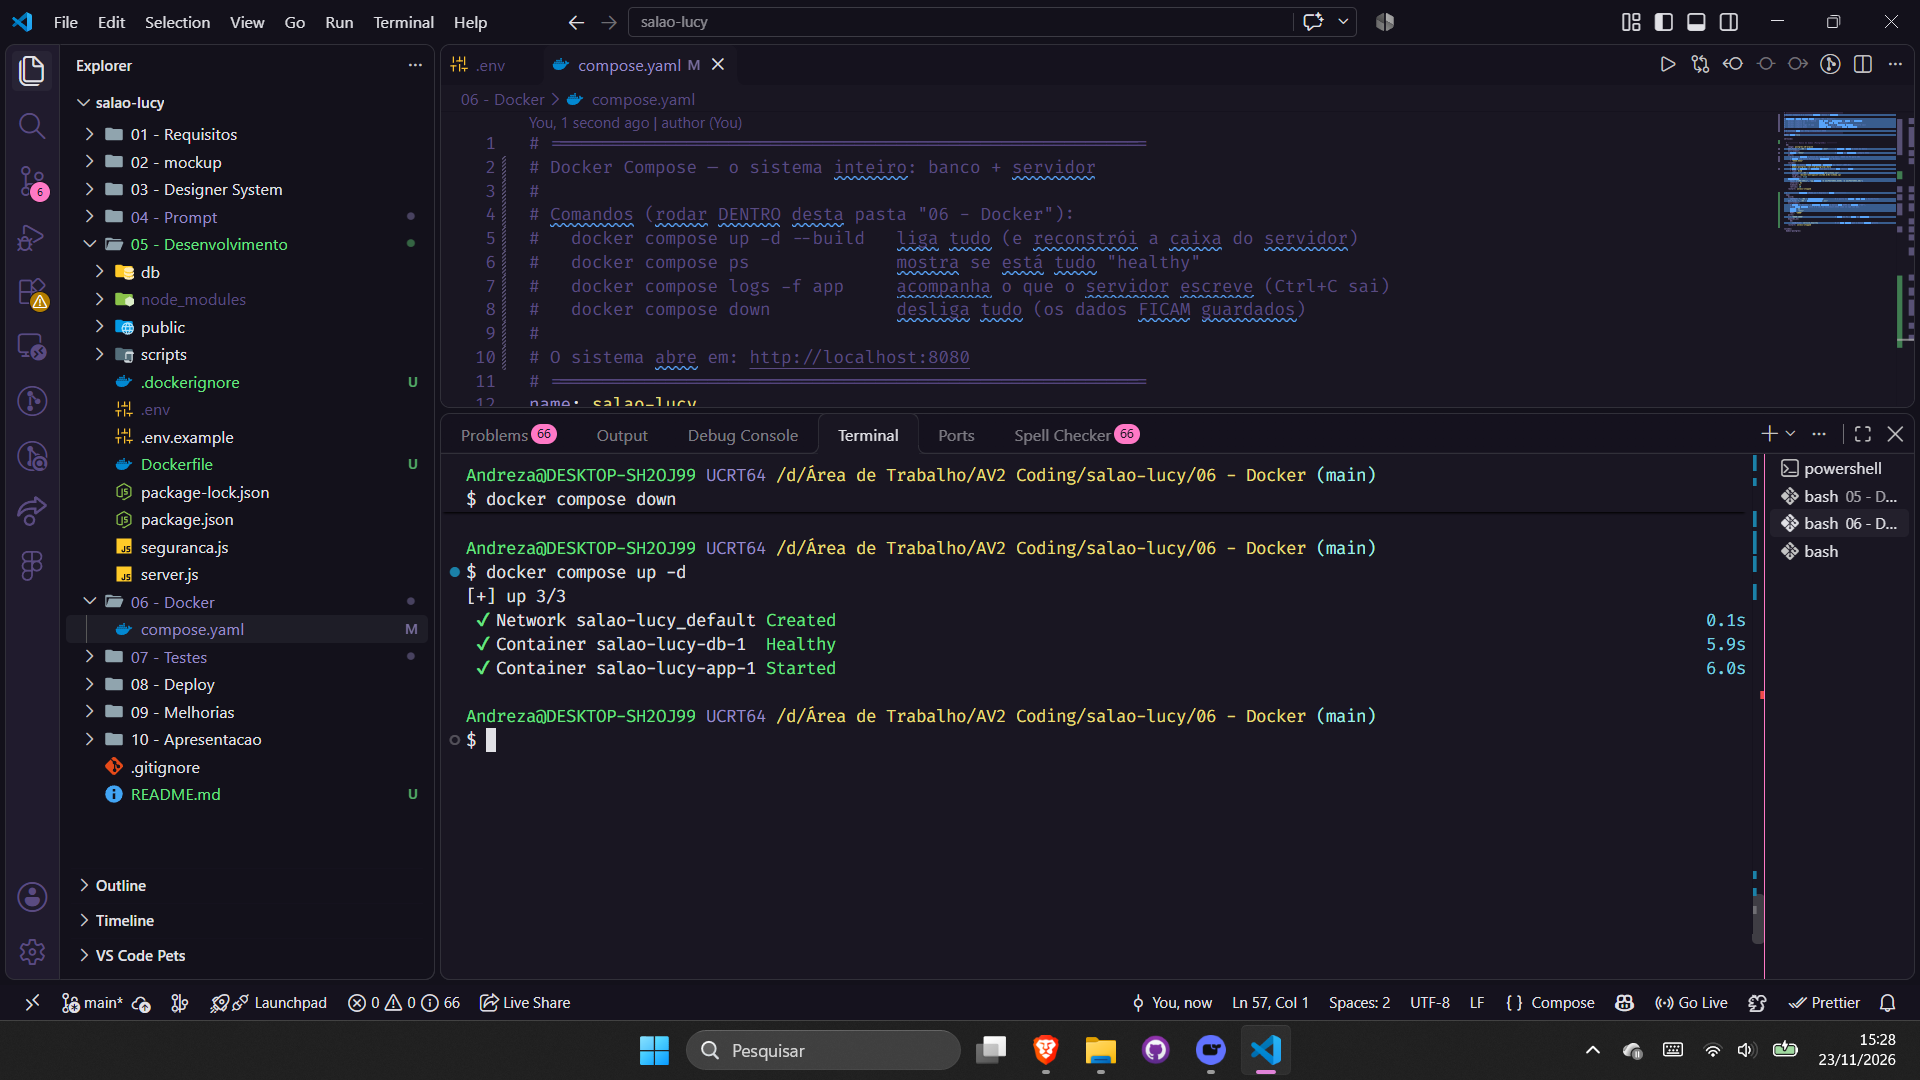 File Edit Selection View Go Run Terminal Help
salao-lucy
Explorer
salao-lucy
01 - Requisitos
02 - mockup
03 - Designer System
04 - Prompt
05 - Desenvolvimento
db
node_modules
public
scripts
.dockerignore U
.env
.env.example
Dockerfile U
package-lock.json
package.json
seguranca.js
server.js
06 - Docker
compose.yaml M
07 - Testes
08 - Deploy
09 - Melhorias
10 - Apresentacao
.gitignore
README.md U
Outline
Timeline
VS Code Pets
6
.env
compose.yaml M
06 - Docker > compose.yaml
You, 1 second ago | author (You)
1 # ========================================================
2 # Docker Compose — o sistema inteiro: banco + servidor
3 #
4 # Comandos (rodar DENTRO desta pasta "06 - Docker"):
5 #   docker compose up -d --build   liga tudo (e reconstrói a caixa do servidor)
6 #   docker compose ps              mostra se está tudo "healthy"
7 #   docker compose logs -f app     acompanha o que o servidor escreve (Ctrl+C sai)
8 #   docker compose down            desliga tudo (os dados FICAM guardados)
9 #
10 # O sistema abre em: http://localhost:8080
11 # ========================================================
12 name: salao-lucy
Problems 66 Output Debug Console Terminal Ports Spell Checker 66
Andreza@DESKTOP-SH2OJ99 UCRT64 /d/Área de Trabalho/AV2 Coding/salao-lucy/06 - Docker (main)
$ docker compose down
Andreza@DESKTOP-SH2OJ99 UCRT64 /d/Área de Trabalho/AV2 Coding/salao-lucy/06 - Docker (main)
$ docker compose up -d
[+] up 3/3
✓ Network salao-lucy_default Created 0.1s
✓ Container salao-lucy-db-1 Healthy 5.9s
✓ Container salao-lucy-app-1 Started 6.0s
Andreza@DESKTOP-SH2OJ99 UCRT64 /d/Área de Trabalho/AV2 Coding/salao-lucy/06 - Docker (main)
$
powershell
bash 05 - D...
bash 06 - D...
bash
main* Launchpad 0 0 66 Live Share You, now Ln 57, Col 1 Spaces: 2 UTF-8 LF { } Compose Go Live Prettier
Pesquisar
15:28
23/11/2026